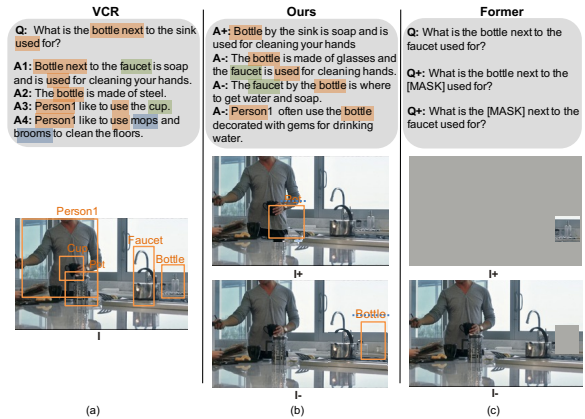 VCR
Q: What is the bottle next to the sink
used for?
A1: Bottle next to the faucet is soap
and is used for cleaning your hands.
A2: The bottle is made of steel.
A3: Person1 like to use the cup.
A4: Person1 like to use mops and
brooms to clean the floors.
Person1
Cup
Faucet
Bottle
I
(a)
Ours
A+: Bottle by the sink is soap and is
used for cleaning your hands
A-: The bottle is made of glasses and
the faucet is used for cleaning hands.
A-: The faucet by the bottle is where
to get water and soap.
A-: Person1 often use the bottle
decorated with gems for drinking
water.
I+
Bottle
I-
(b)
Former
Q: What is the bottle next to the
faucet used for?
Q+: What is the bottle next to the
[MASK] used for?
Q+: What is the [MASK] next to the
faucet used for?
I+
I-
(c)